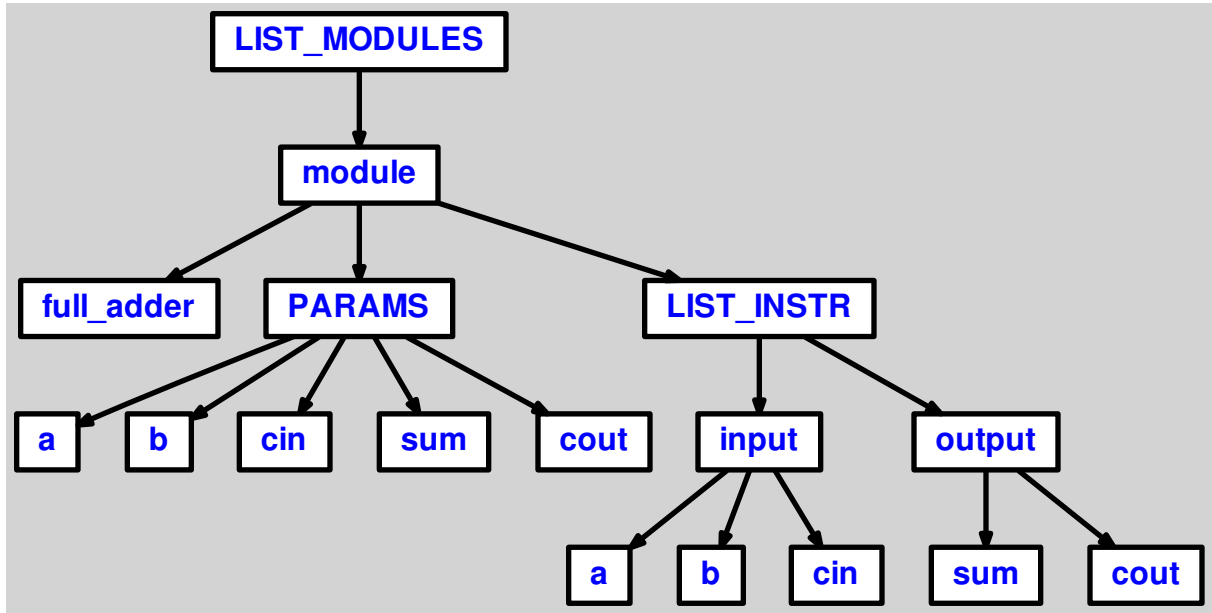 LIST_MODULES
module
full_adder PARAMS LIST_INSTR
a b cin sum cout input output
a b cin sum cout